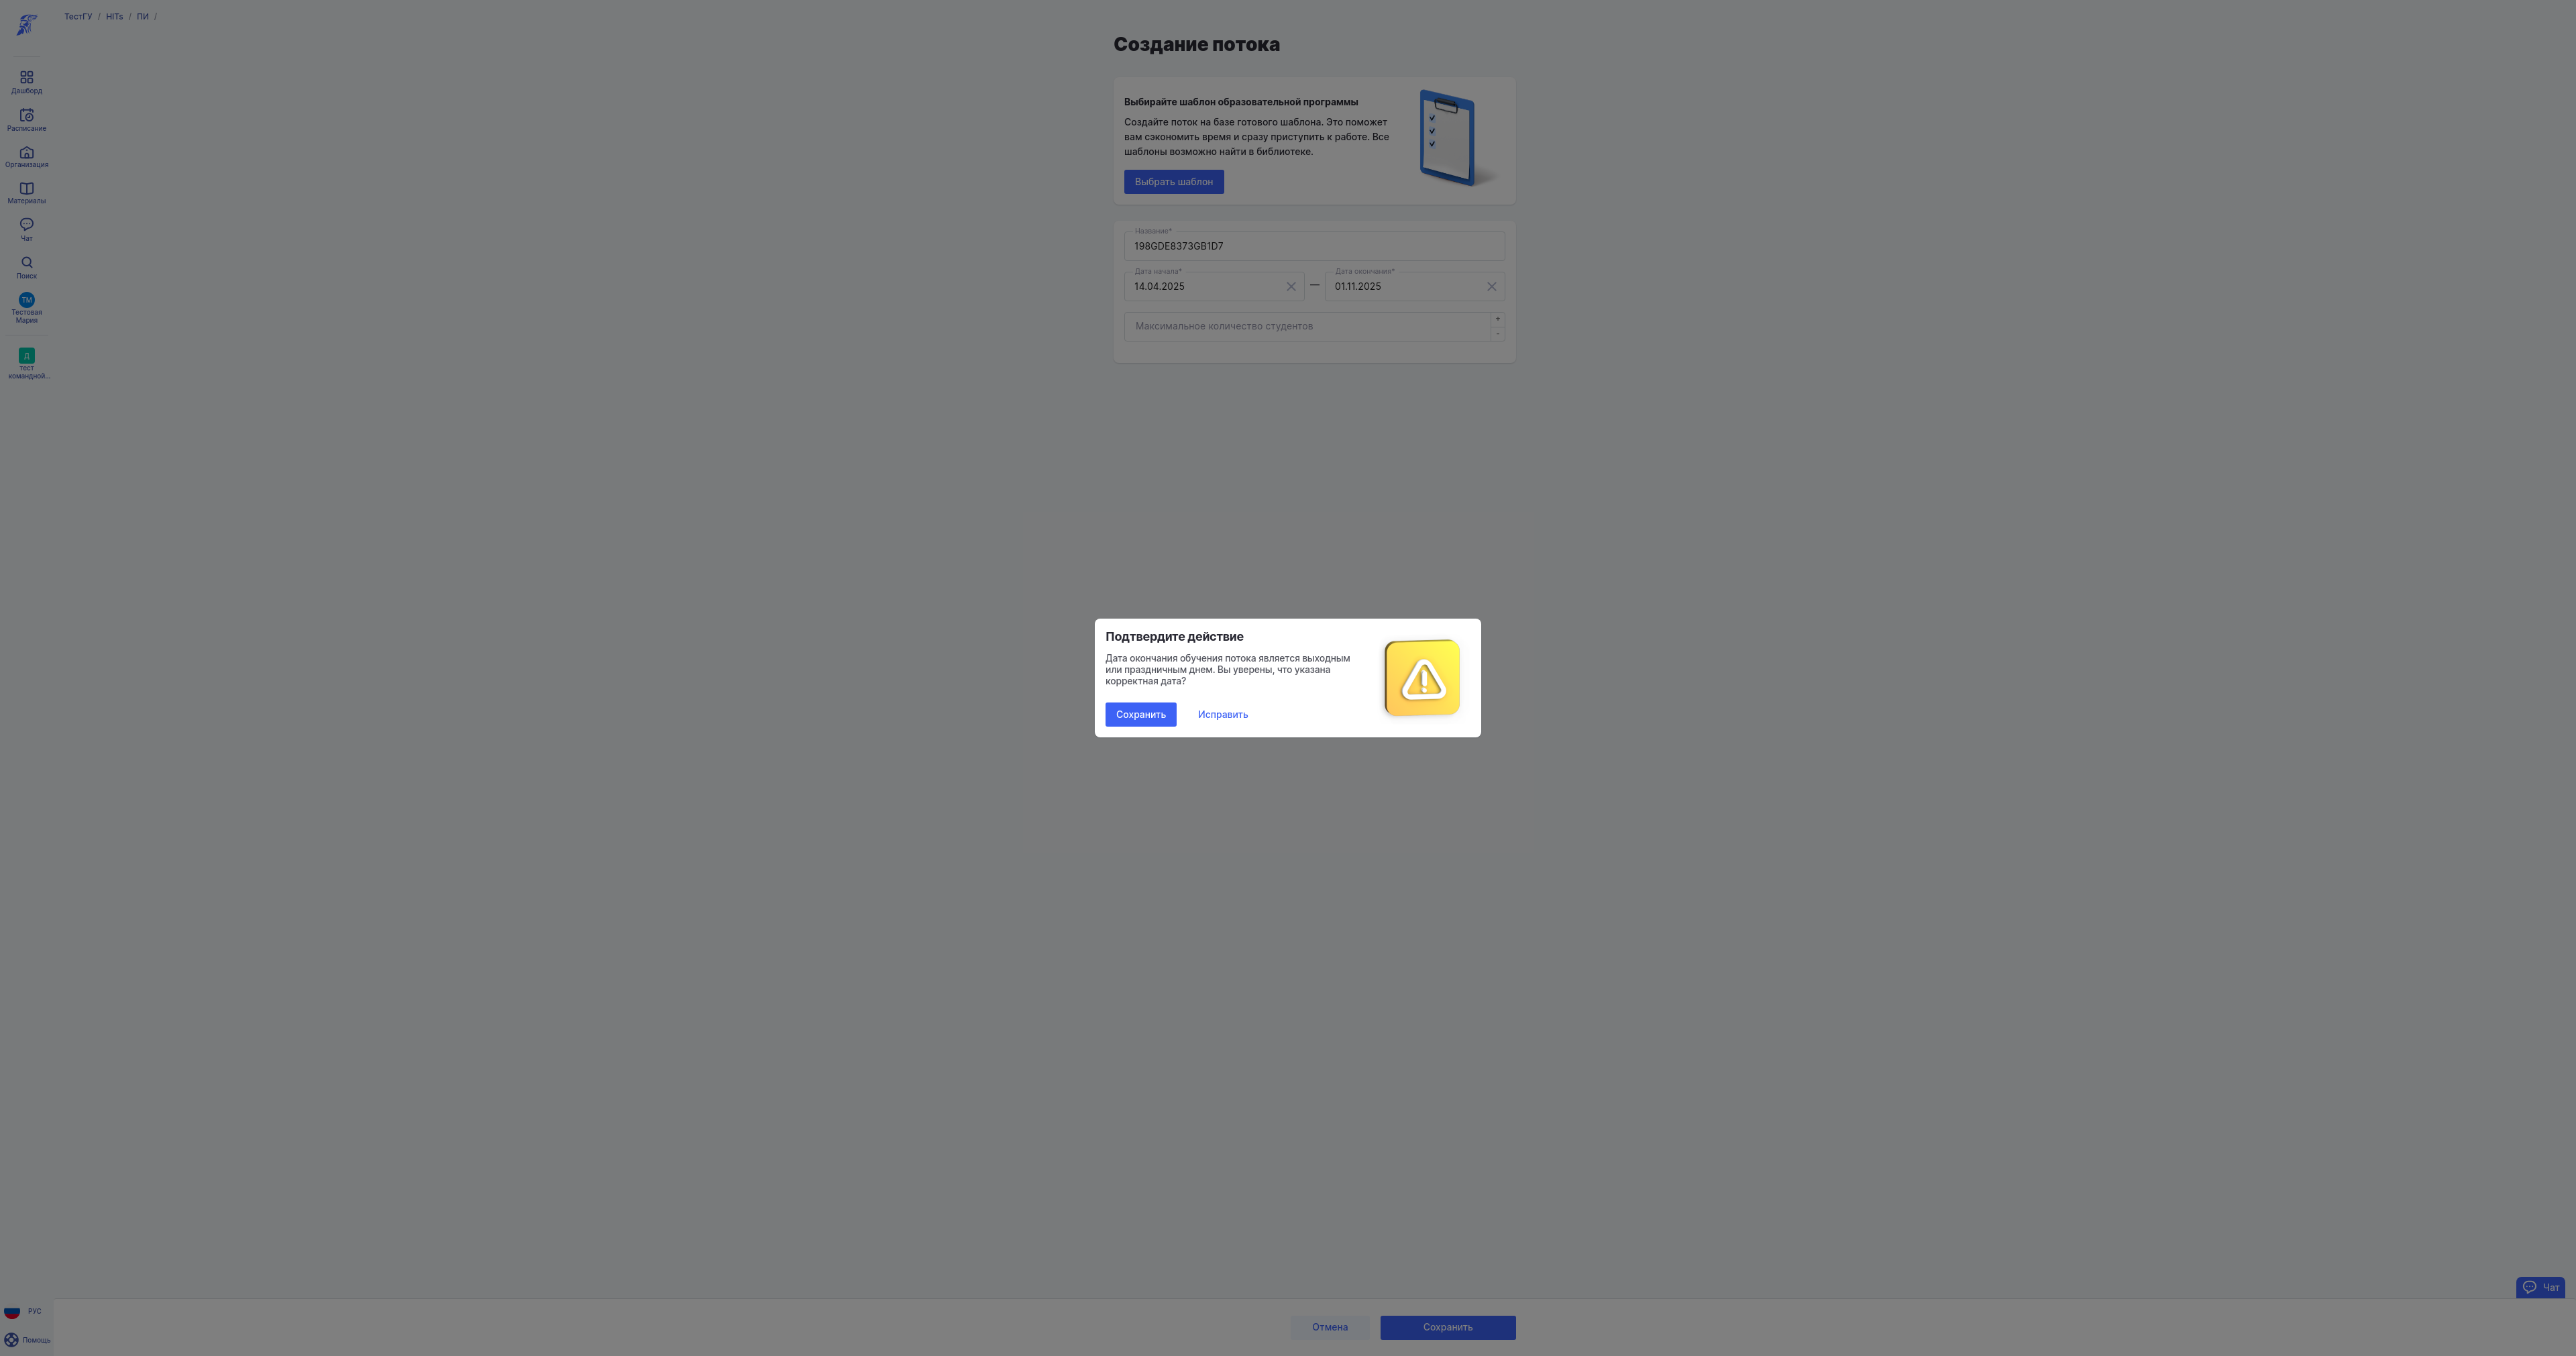 ТестГУ / HITs / ПИ /
Дашборд
Расписание
Организация
Материалы
Чат
Поиск
ТМ
Тестовая
Мария
Д
тест
командной...
РУС
Помощь
Создание потока
Выбирайте шаблон образовательной программы
Создайте поток на базе готового шаблона. Это поможет
вам сэкономить время и сразу приступить к работе. Все
шаблоны возможно найти в библиотеке.
Выбрать шаблон
Название*
198GDE8373GB1D7
Дата начала*
Дата окончания*
14.04.2025 — 01.11.2025
Максимальное количество студентов
+
-
Подтвердите действие
Дата окончания обучения потока является выходным
или праздничным днем. Вы уверены, что указана
корректная дата?
Сохранить Исправить
Чат
Отмена Сохранить